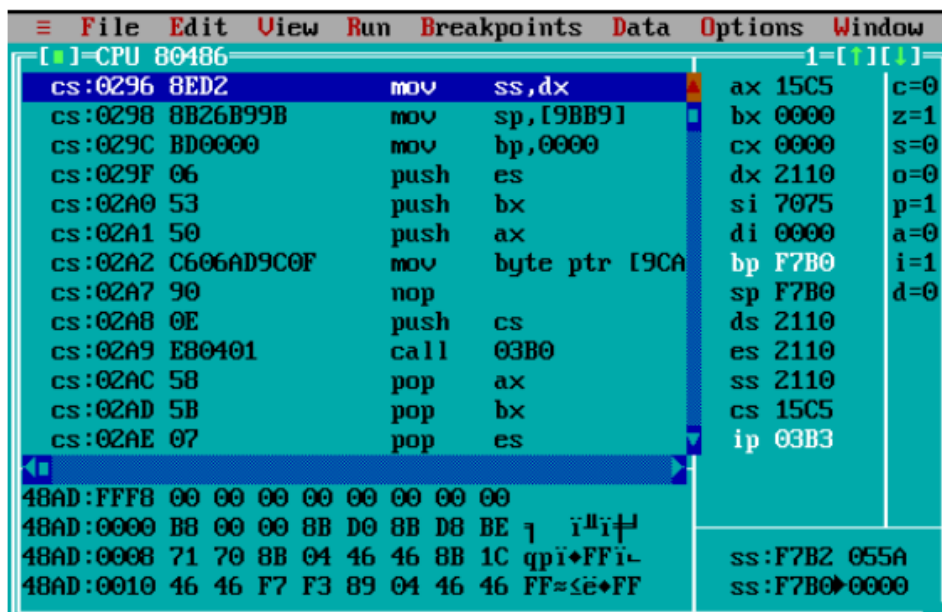 ≡ File Edit View Run Breakpoints Data Options Window
[■]=CPU 80486 1=[↑][↓]
cs:0296 8ED2 mov ss,dx ax 15C5 c=0
cs:0298 8B26B99B mov sp,[9BB9] bx 0000 z=1
cs:029C BD0000 mov bp,0000 cx 0000 s=0
cs:029F 06 push es dx 2110 o=0
cs:02A0 53 push bx si 7075 p=1
cs:02A1 50 push ax di 0000 a=0
cs:02A2 C606AD9C0F mov byte ptr [9CA bp F7B0 i=1
cs:02A7 90 nop sp F7B0 d=0
cs:02A8 0E push cs ds 2110
cs:02A9 E80401 call 03B0 es 2110
cs:02AC 58 pop ax ss 2110
cs:02AD 5B pop bx cs 15C5
cs:02AE 07 pop es ip 03B3
48AD:FFF8 00 00 00 00 00 00 00 00
48AD:0000 B8 00 00 8B D0 8B D8 BE ╕ ï╨ï╪╛
48AD:0008 71 70 8B 04 46 46 8B 1C qpï♦FFï∟ ss:F7B2 055A
48AD:0010 46 46 F7 F3 89 04 46 46 FF≈≤ë♦FF ss:F7B0►0000